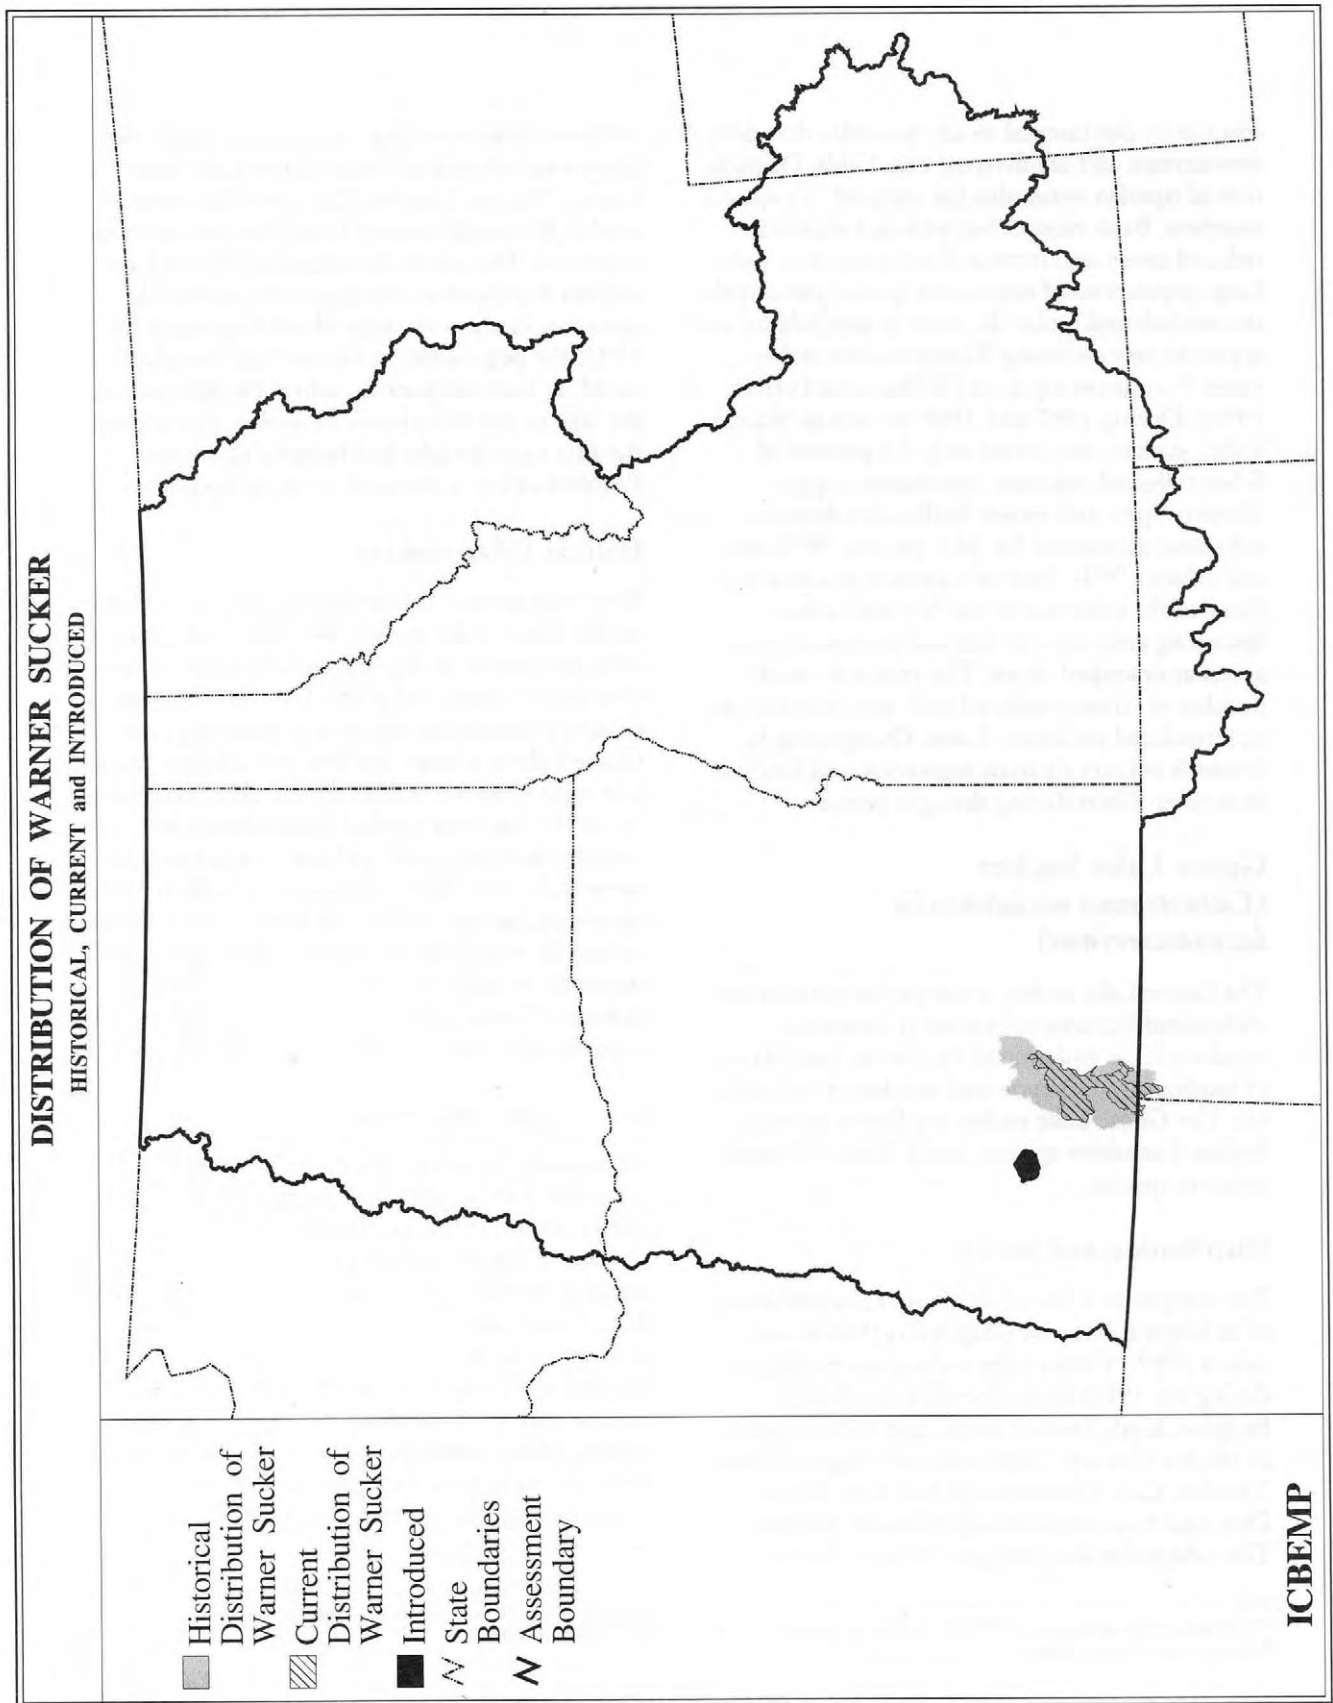 DISTRIBUTION OF WARNER SUCKER
HISTORICAL, CURRENT and INTRODUCED
Historical
Distribution of
Warner Sucker
Current
Distribution of
Warner Sucker
Introduced
State
Boundaries
Assessment
Boundary
ICBEMP